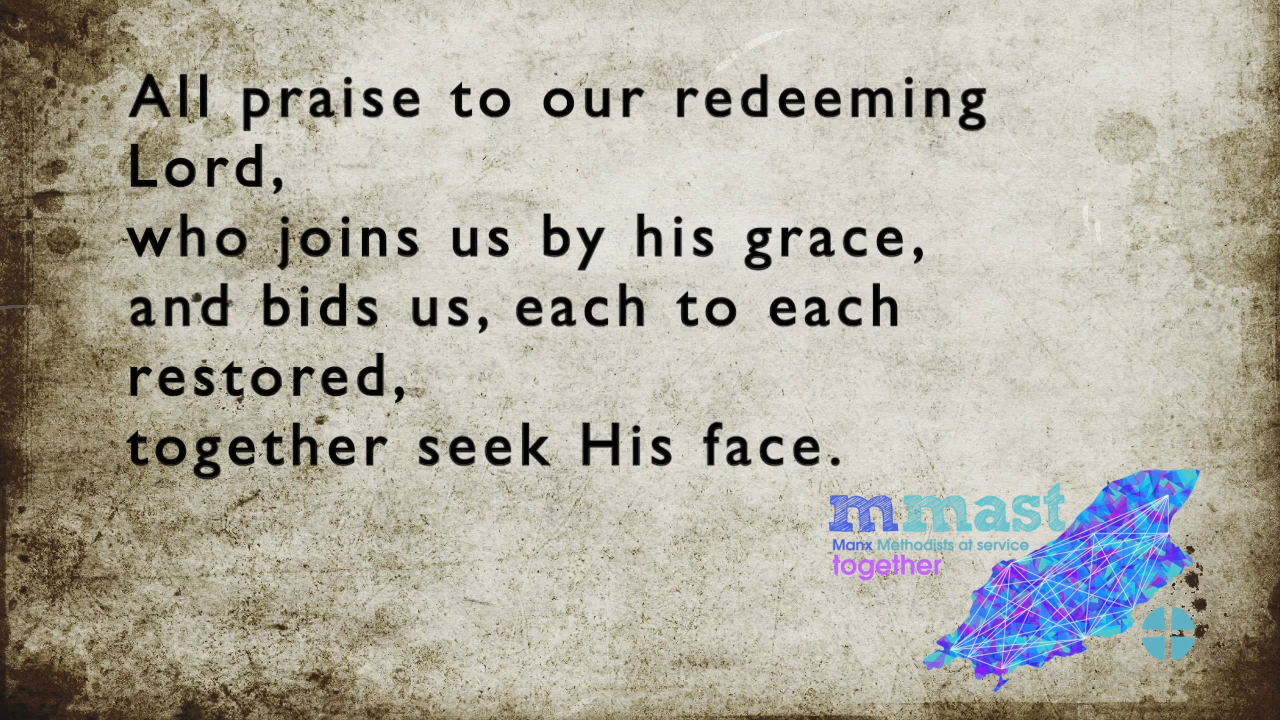 All praise to our redeeming
Lord,
who joins us by his grace,
and bids us, each to each
restored,
together seek His face.
mmast
Manx Methodists at service
together